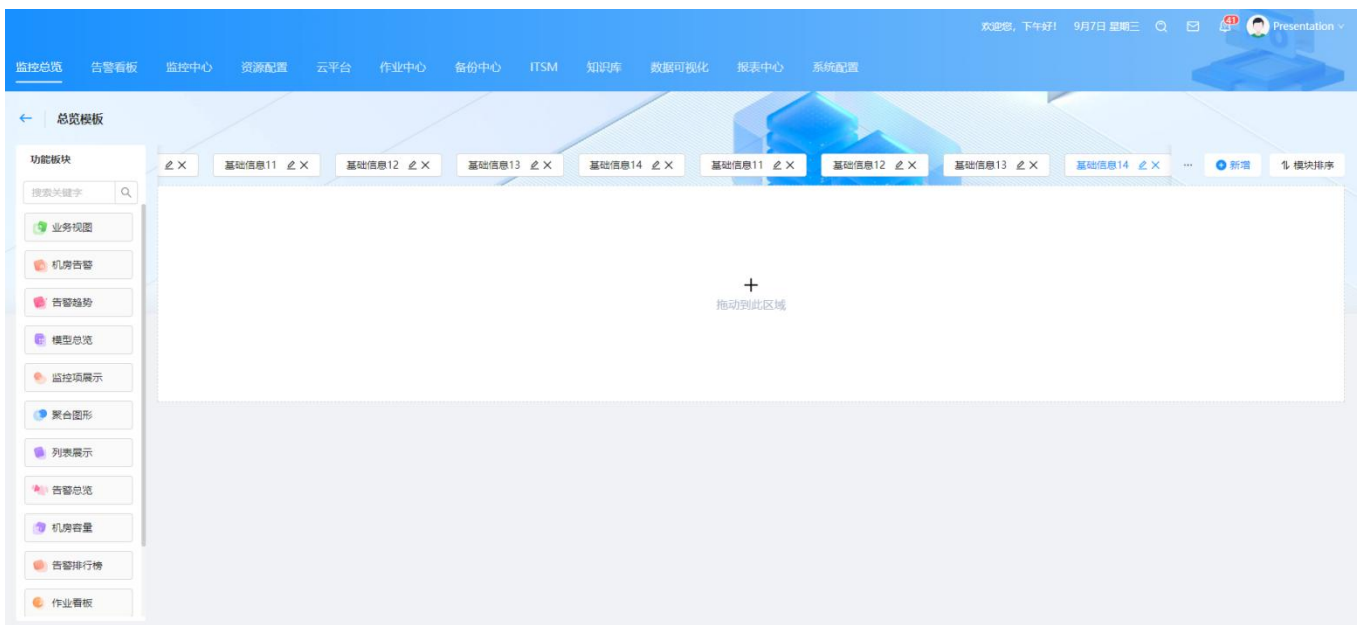 欢迎您，下午好! 9月7日 星期三 41 Presentation
监控总览 告警看板 监控中心 资源配置 云平台 作业中心 备份中心 ITSM 知识库 数据可视化 报表中心 系统配置
总览模板
功能板块
基础信息11 基础信息12 基础信息13 基础信息14 基础信息11 基础信息12 基础信息13 基础信息14 ... 新增 模块排序
搜索关键字
业务视图
机房告警
告警趋势
模型总览
监控项展示
聚合图形
列表展示
告警总览
机房容量
告警排行榜
作业看板
拖动到此区域